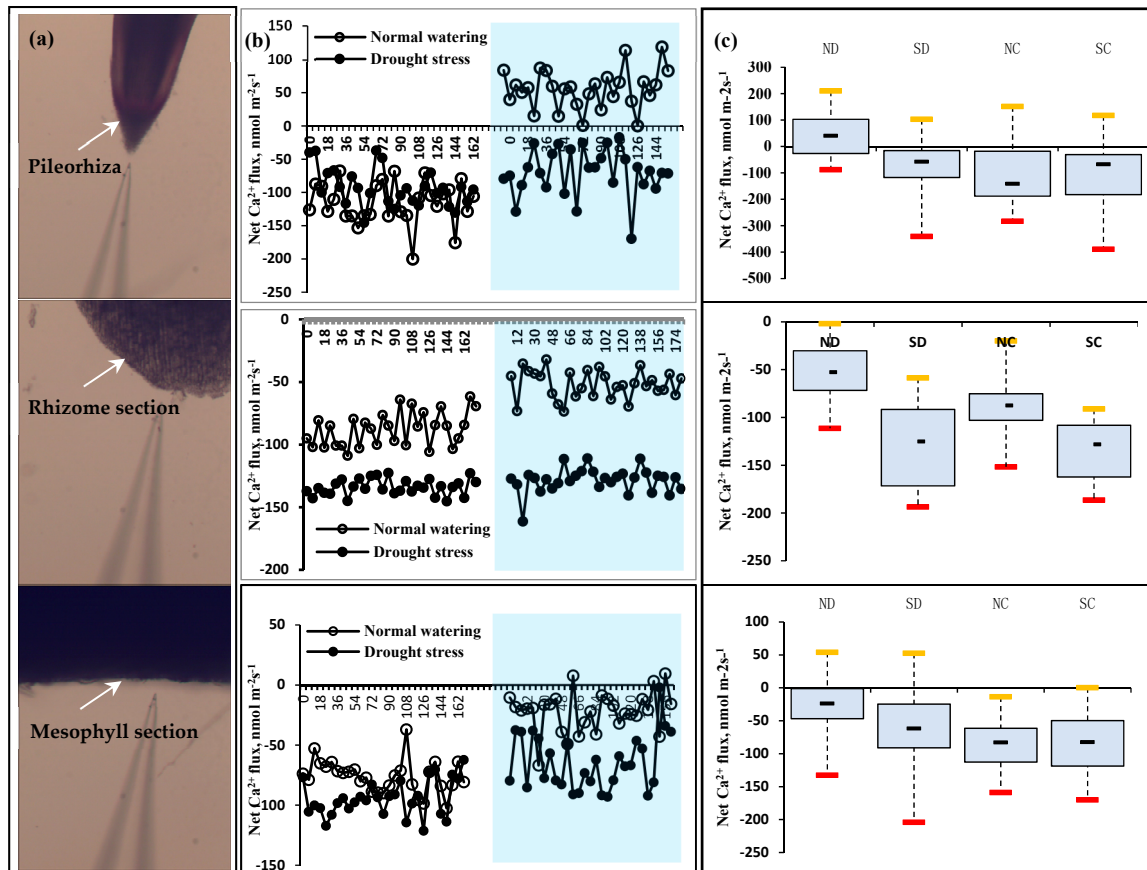 (a)
Pileorhiza
Rhizome section
Mesophyll section
(b)
Net Ca²⁺ flux, nmol m⁻²s⁻¹
150
100
50
0
-50
-100
-150
-200
-250
Normal watering
Drought stress
0 18 36 54 72 90 108 126 144 162
0 18 36 54 126 144
Net Ca²⁺ flux, nmol m⁻²s⁻¹
0
-50
-100
-150
-200
0 18 36 54 72 90 108 126 144 162
12 30 48 66 84 102 120 138 156 174
Normal watering
Drought stress
Net Ca²⁺ flux, nmol m⁻²s⁻¹
50
0
-50
-100
-150
Normal watering
Drought stress
0 18 36 54 72 90 108 126 144 162
(c)
ND SD NC SC
Net Ca²⁺ flux, nmol m-2s-1
300
200
100
0
-100
-200
-300
-400
-500
Net Ca²⁺ flux, nmol m-2s-1
0
-50
-100
-150
-200
-250
ND SD NC SC
ND SD NC SC
Net Ca²⁺ flux, nmol m-2s-1
100
50
0
-50
-100
-150
-200
-250